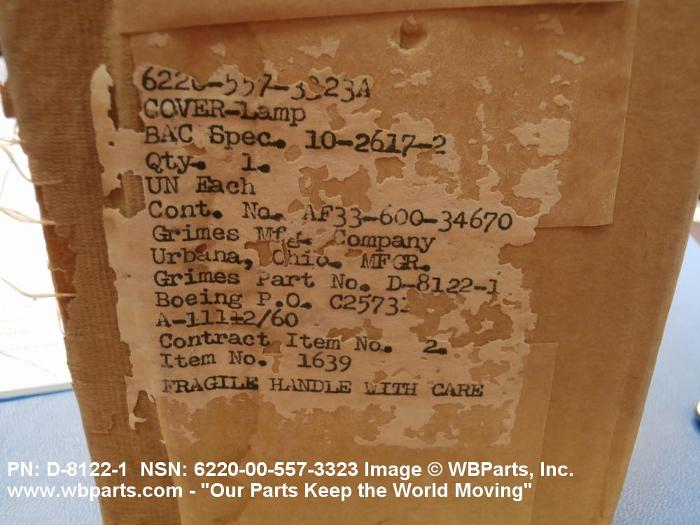 6220-557-3323A
COVER-Lamp
BAC Spec. 10-2617-2
Qty. 1.
UN Each
Cont. No. AF33-600-34670
Grimes Mfg. Company
Urbana, Ohio. MFGR.
Grimes Part No. D-8122-1
Boeing P.O.
Contract Item No. 2.
Item No. 1639
FRAGILE HANDLE WITH CARE
PN: D-8122-1 NSN: 6220-00-557-3323 Image © WBParts, Inc.
www.wbparts.com - "Our Parts Keep the World Moving"